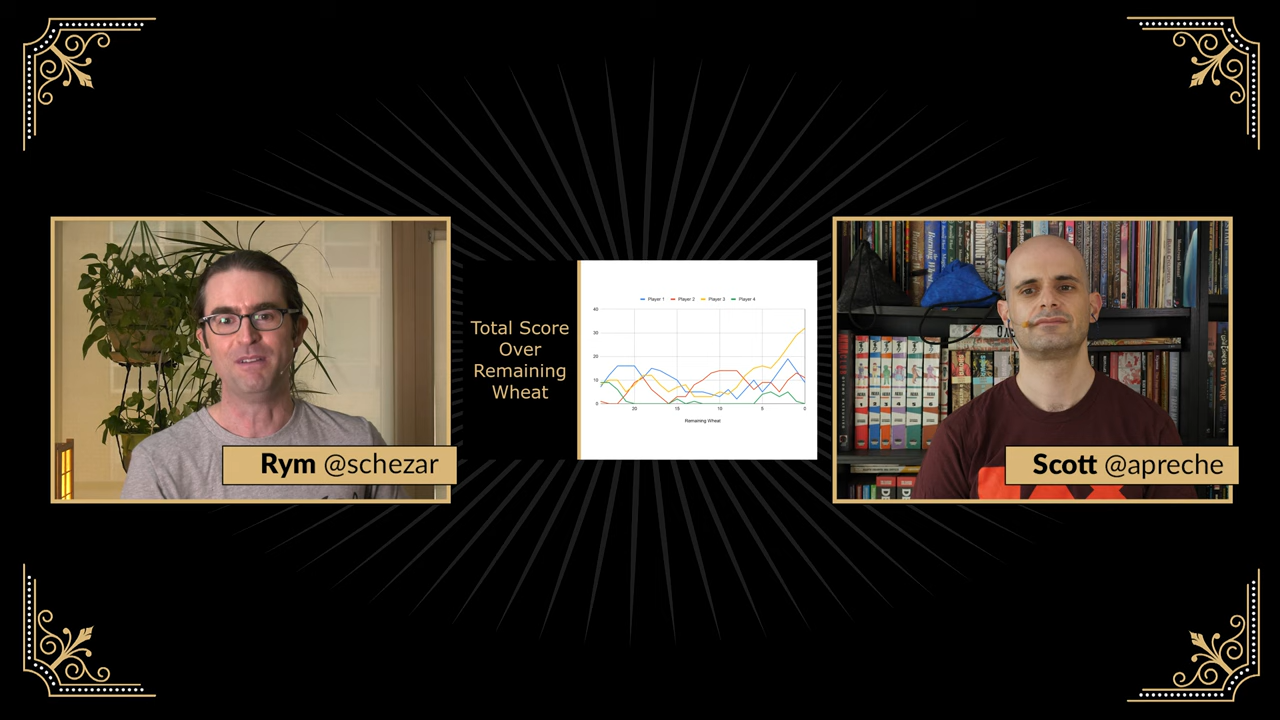 Total Score
Over
Remaining
Wheat
Player 1 Player 2 Player 3 Player 4
40
30
20
10
0
20 15 10 5 0
Remaining Wheat
Rym @schezar
Scott @apreche